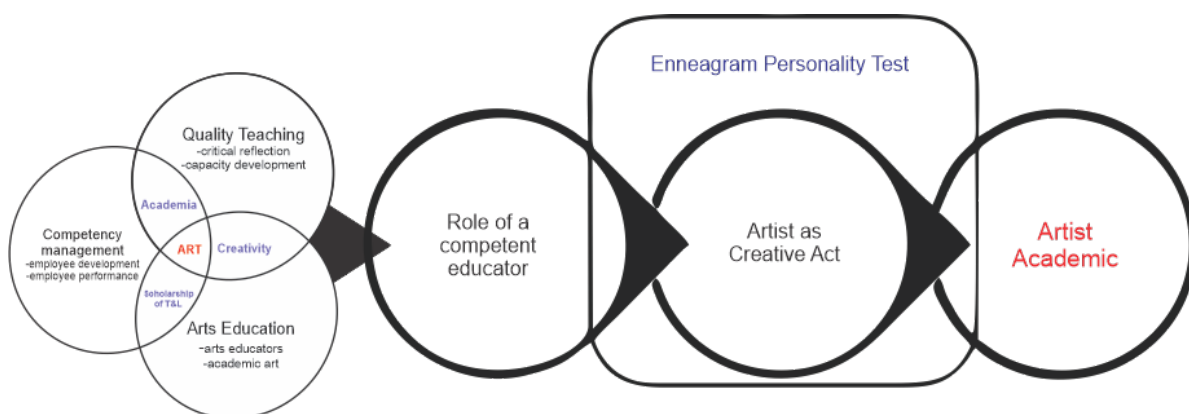 Quality Teaching
-critical reflection
-capacity development
Academia
Competency
management
-employee development
-employee performance
ART
Creativity
Scholarship
of T&L
Arts Education
-arts educators
-academic art
Role of a
competent
educator
Enneagram Personality Test
Artist as
Creative Act
Artist
Academic